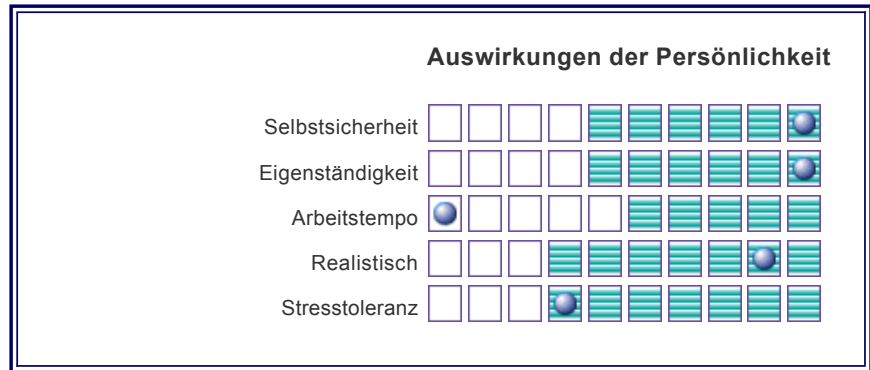 Auswirkungen der Persönlichkeit
Selbstsicherheit
Eigenständigkeit
Arbeitstempo
Realistisch
Stresstoleranz